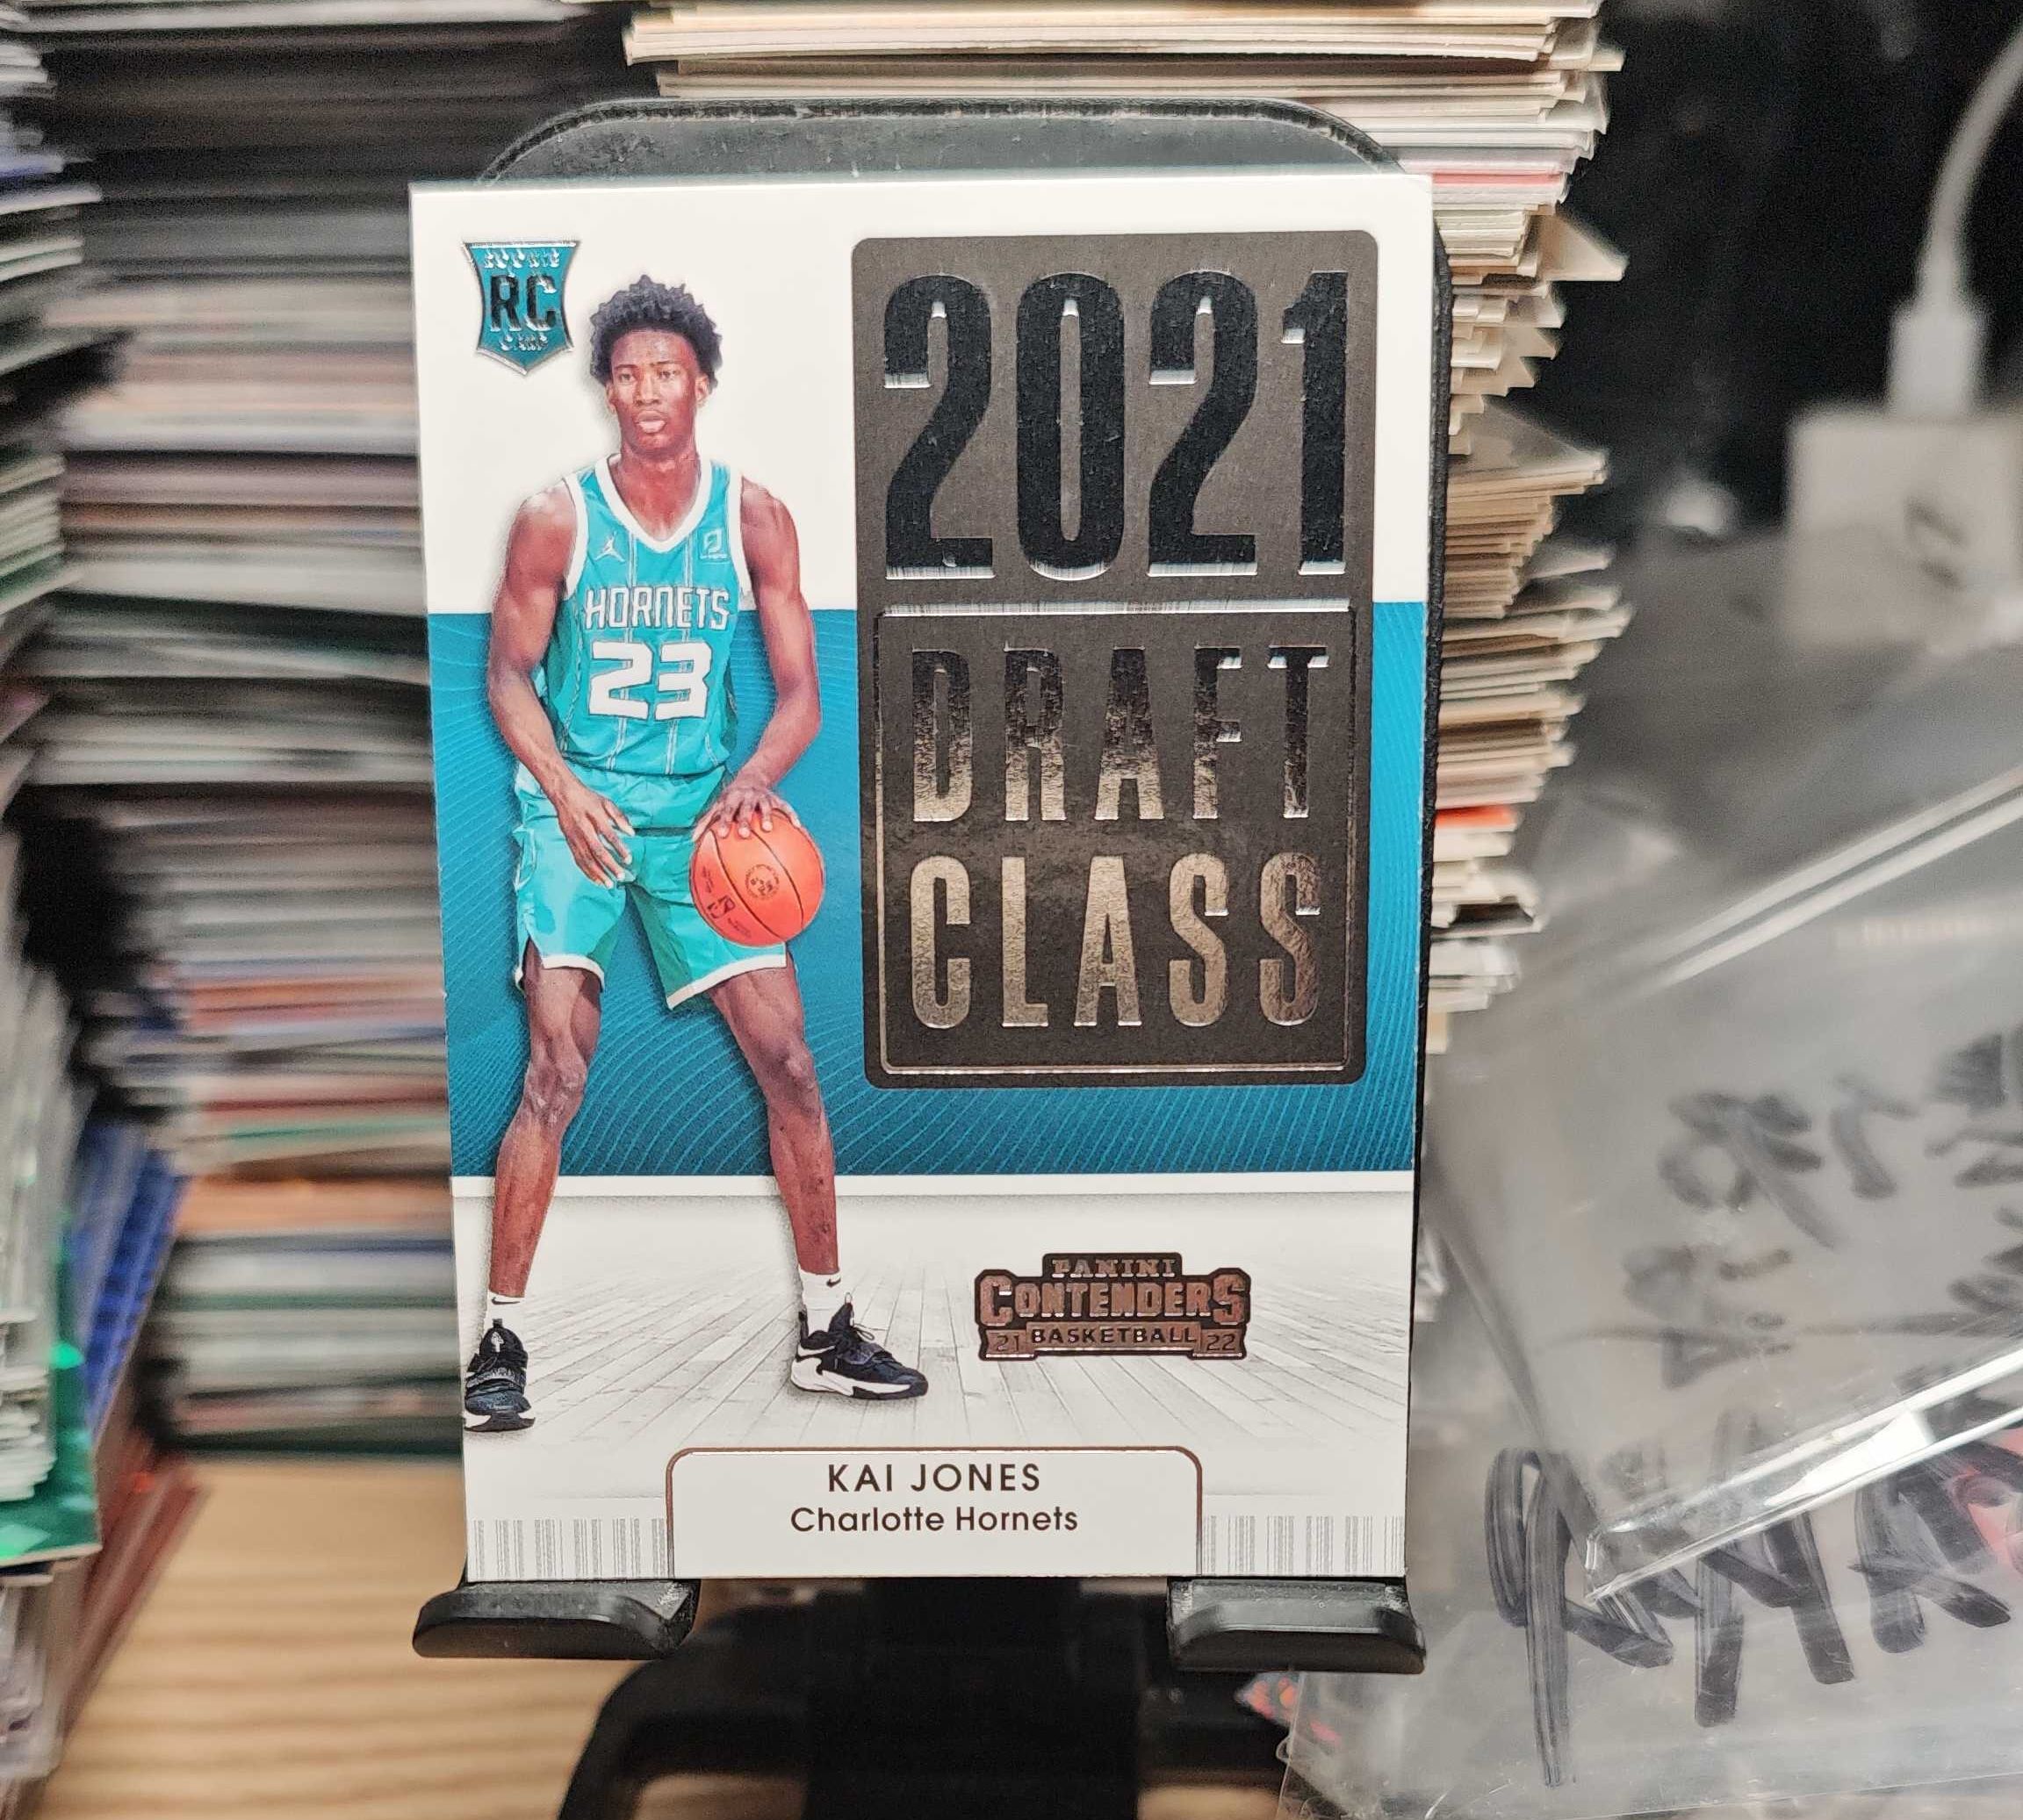 RC
2021
DRAFT
CLASS
HORNETS
23
PANINI
CONTENDERS
21 BASKETBALL 22
KAI JONES
Charlotte Hornets